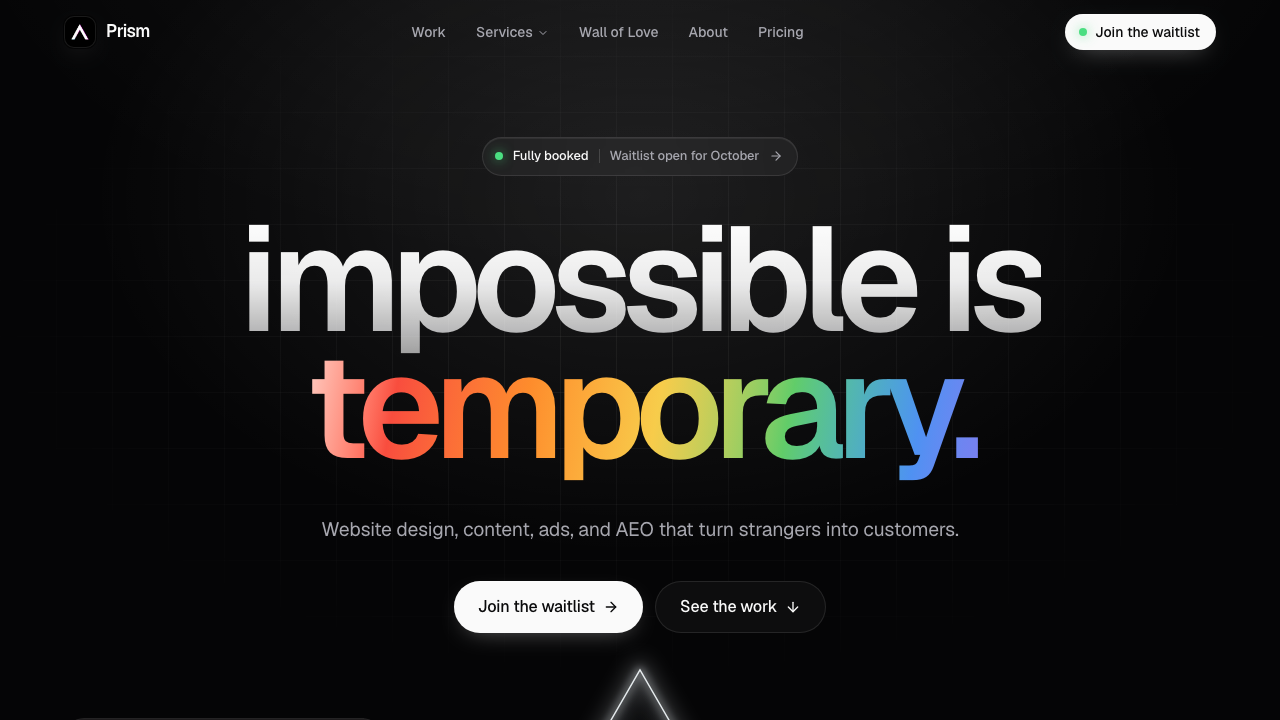 Prism
Work
Services
Wall of Love
About
Pricing
Join the waitlist
Fully booked
Waitlist open for October
impossible is
temporary.
Website design, content, ads, and AEO that turn strangers into customers.
Join the waitlist
See the work